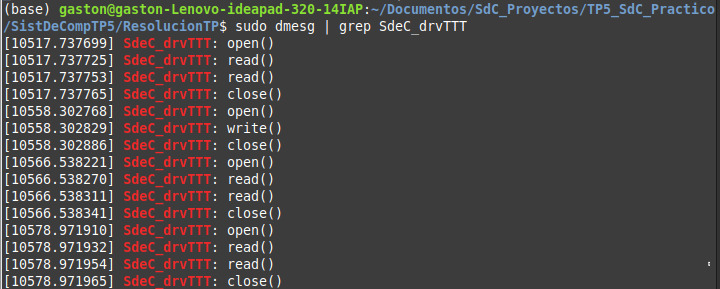 (base) gaston@gaston-Lenovo-ideapad-320-14IAP:~/Documentos/SdC_Proyectos/TP5_SdC_Practico
/SistDeCompTP5/ResolucionTP$ sudo dmesg | grep SdeC_drvTTT
[10517.737699] SdeC_drvTTT: open()
[10517.737725] SdeC_drvTTT: read()
[10517.737753] SdeC_drvTTT: read()
[10517.737765] SdeC_drvTTT: close()
[10558.302768] SdeC_drvTTT: open()
[10558.302829] SdeC_drvTTT: write()
[10558.302886] SdeC_drvTTT: close()
[10566.538221] SdeC_drvTTT: open()
[10566.538270] SdeC_drvTTT: read()
[10566.538311] SdeC_drvTTT: read()
[10566.538341] SdeC_drvTTT: close()
[10578.971910] SdeC_drvTTT: open()
[10578.971932] SdeC_drvTTT: read()
[10578.971954] SdeC_drvTTT: read()
[10578.971965] SdeC_drvTTT: close()